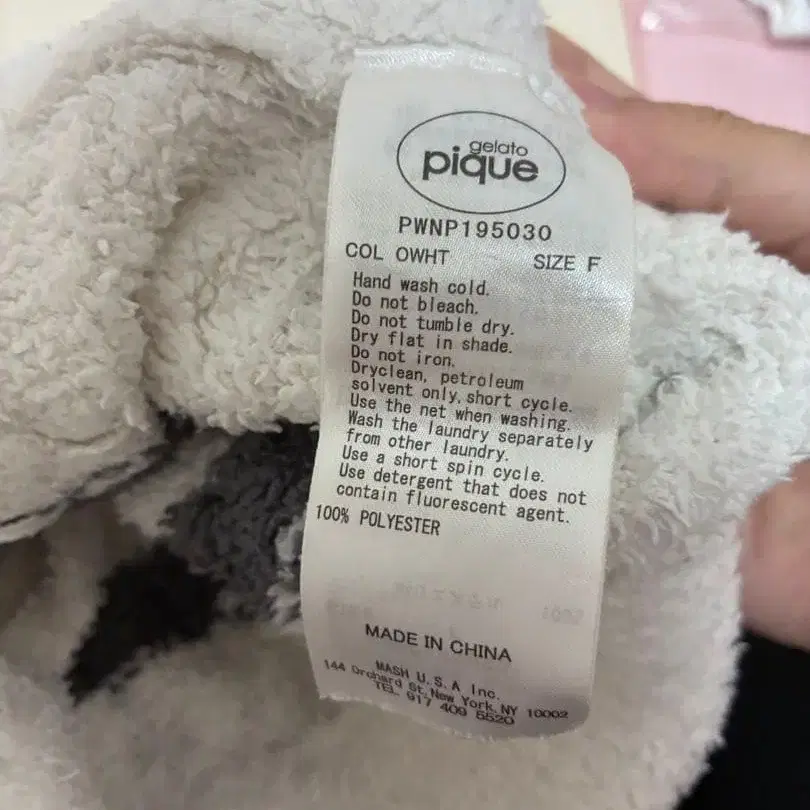 gelato
pique
PWNP195030
COL OWHT SIZE F
Hand wash cold.
Do not bleach.
Do not tumble dry.
Dry flat in shade.
Do not iron.
Dryclean, petroleum
solvent only, short cycle.
Use the net when washing.
Wash the laundry separately
from other laundry.
Use a short spin cycle.
Use detergent that does not
contain fluorescent agent.
100% POLYESTER
MADE IN CHINA
MASH U.S.A Inc.
144 Orchard St, New York, NY 10002
TEL 917 409 5520